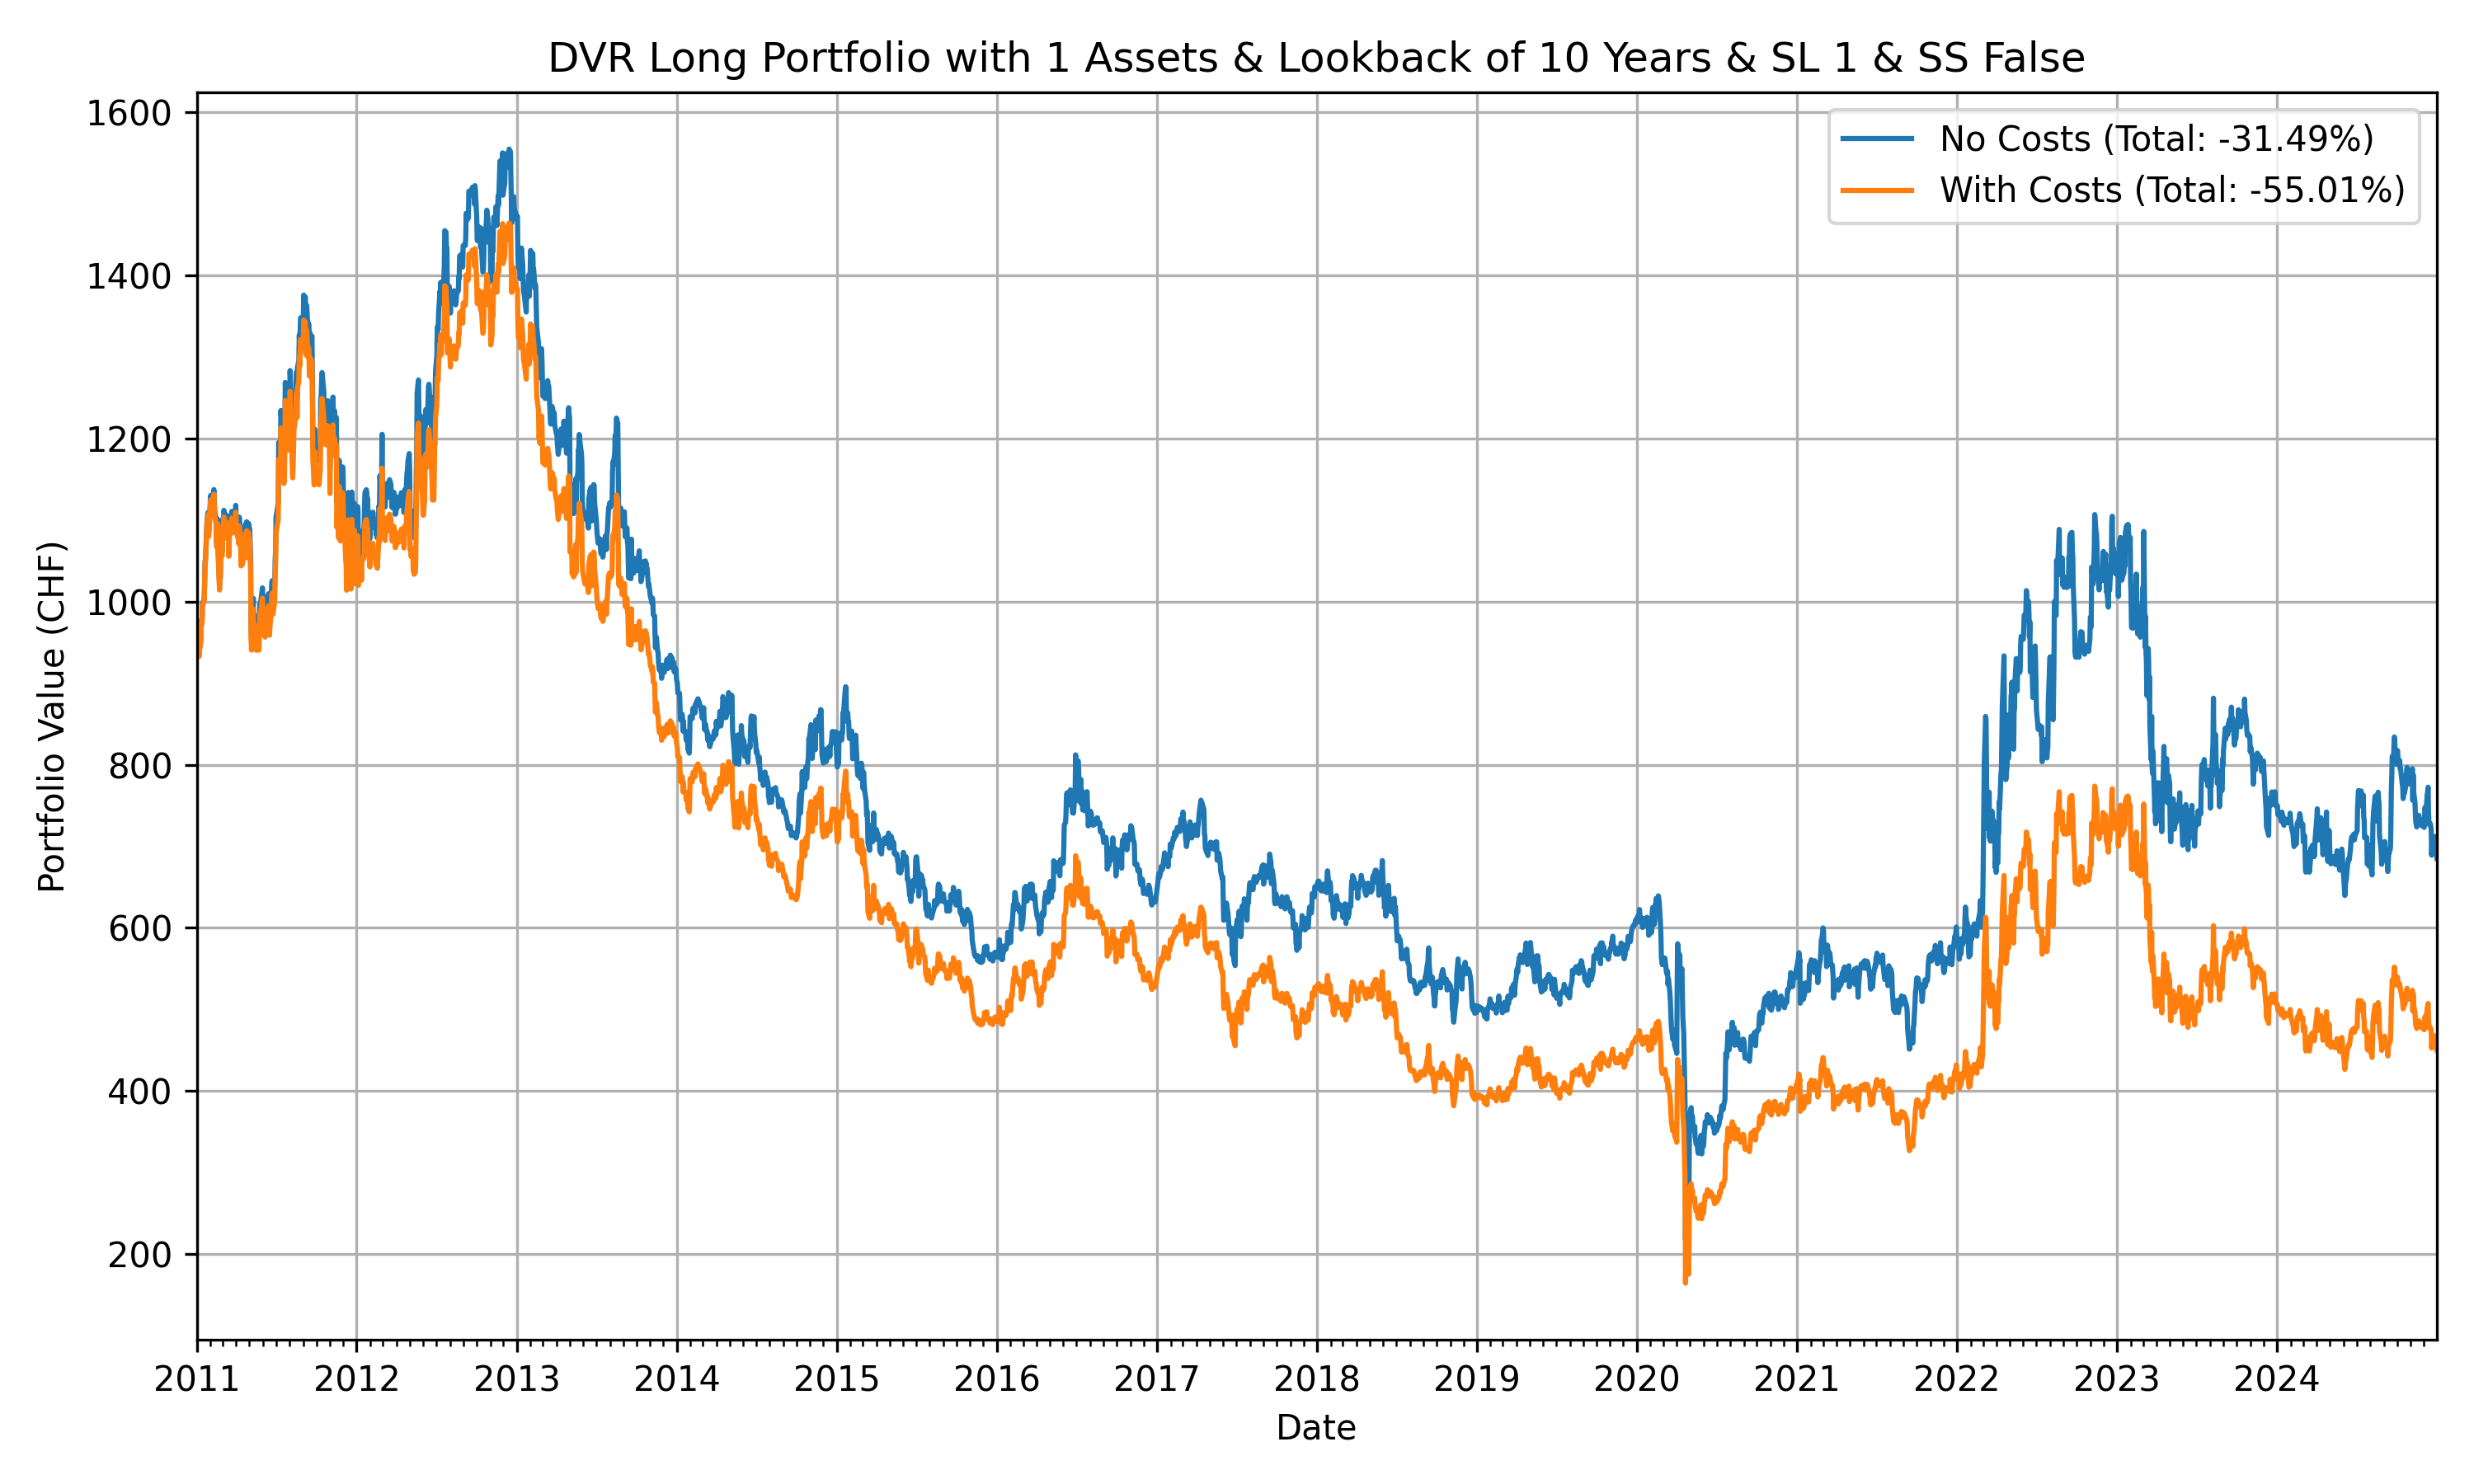 DVR Long Portfolio with 1 Assets & Lookback of 10 Years & SL 1 & SS False
No Costs (Total: -31.49%)
With Costs (Total: -55.01%)
Portfolio Value (CHF)
1600
1400
1200
1000
800
600
400
200
2011 2012 2013 2014 2015 2016 2017 2018 2019 2020 2021 2022 2023 2024
Date